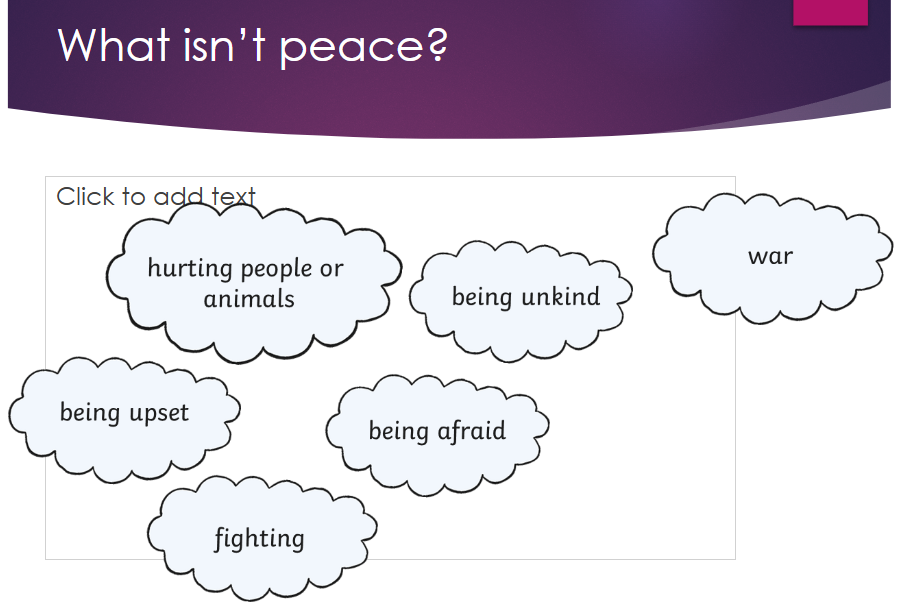 What isn’t peace?
Click to add text
hurting people or
animals
being unkind
war
being upset
being afraid
fighting